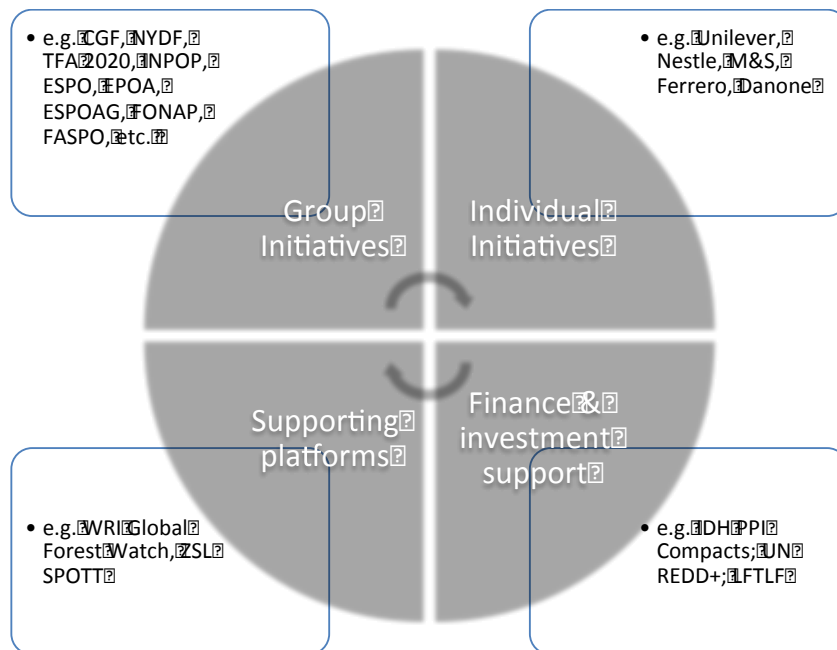 • e.g. CGF, NYDF,
TFA 2020, INPOP,
ESPO, EPOA,
ESPOAG, FONAP,
FASPO, etc.
• e.g. Unilever,
Nestle, M&S,
Ferrero, Danone
Group
Initiatives
Individual
Initiatives
Supporting
platforms
Finance &
investment
support
• e.g. WRI Global
Forest Watch, ZSL
SPOTT
• e.g. IDH PPI
Compacts; UN
REDD+; LFTLF